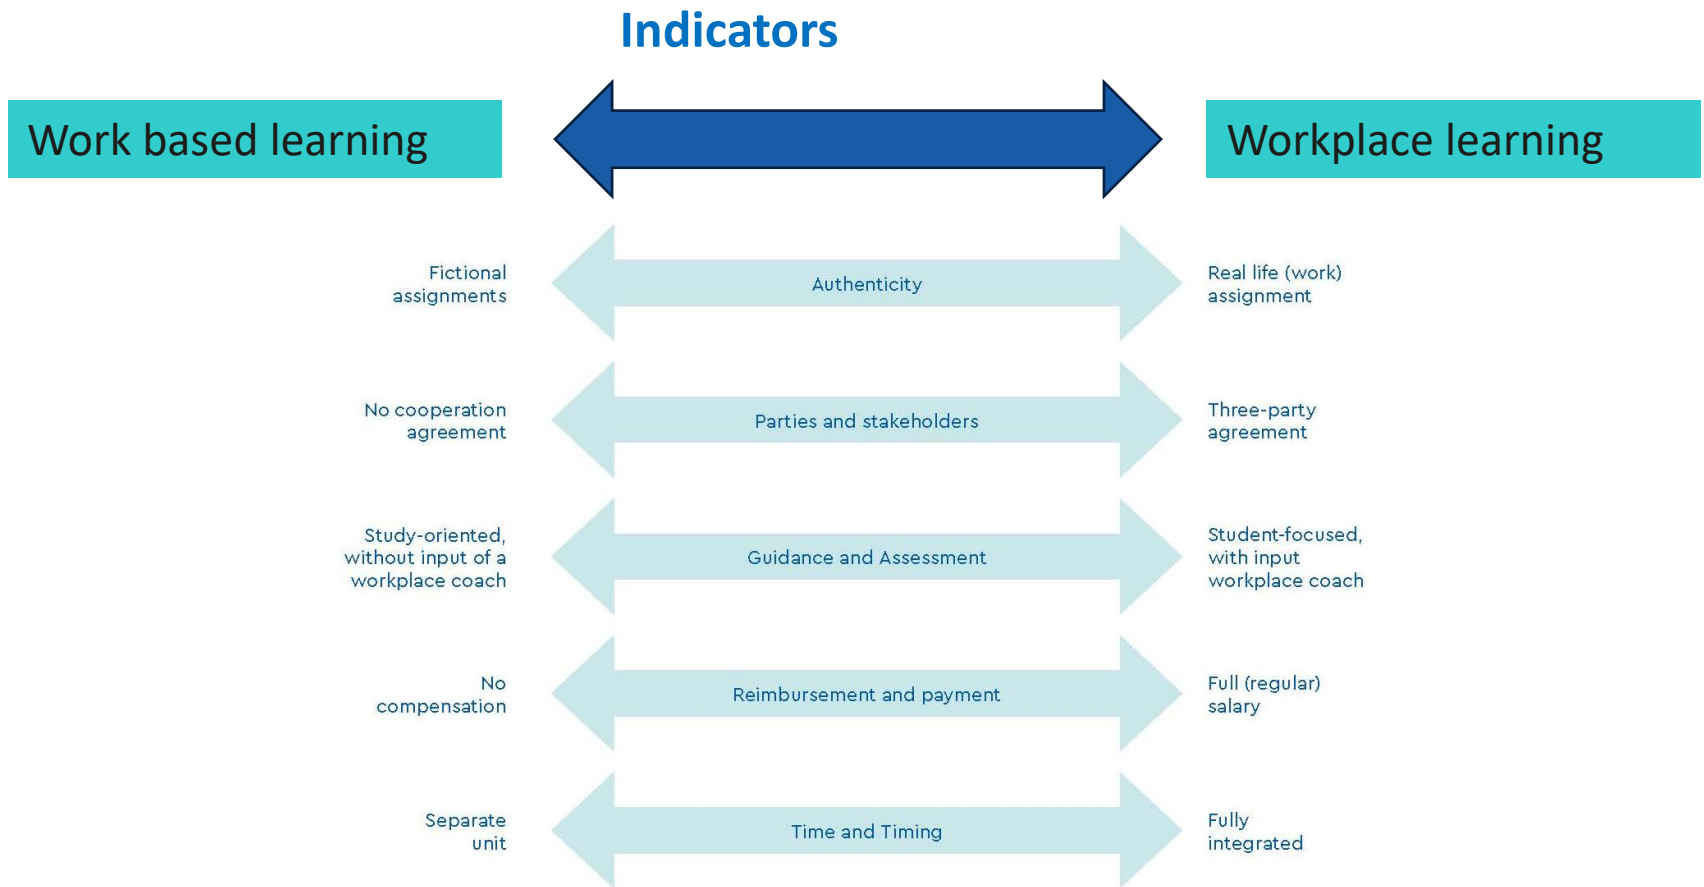 Indicators
Work based learning
Workplace learning
Fictional
assignments
Authenticity
Real life (work)
assignment
No cooperation
agreement
Parties and stakeholders
Three-party
agreement
Study-oriented,
without input of a
workplace coach
Guidance and Assessment
Student-focused,
with input
workplace coach
No
compensation
Reimbursement and payment
Full (regular)
salary
Separate
unit
Time and Timing
Fully
integrated